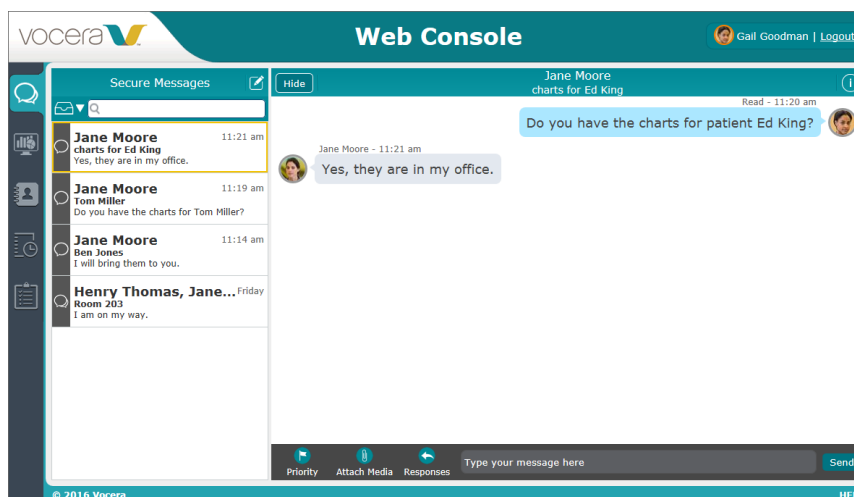 vocera
Web Console
Gail Goodman | Logout
Secure Messages
Hide
Jane Moore
charts for Ed King
Jane Moore 11:21 am
charts for Ed King
Yes, they are in my office.
Jane Moore 11:19 am
Tom Miller
Do you have the charts for Tom Miller?
Jane Moore 11:14 am
Ben Jones
I will bring them to you.
Henry Thomas, Jane... Friday
Room 203
I am on my way.
Read - 11:20 am
Do you have the charts for patient Ed King?
Jane Moore - 11:21 am
Yes, they are in my office.
Priority
Attach Media
Responses
Type your message here
Send
© 2016 Vocera